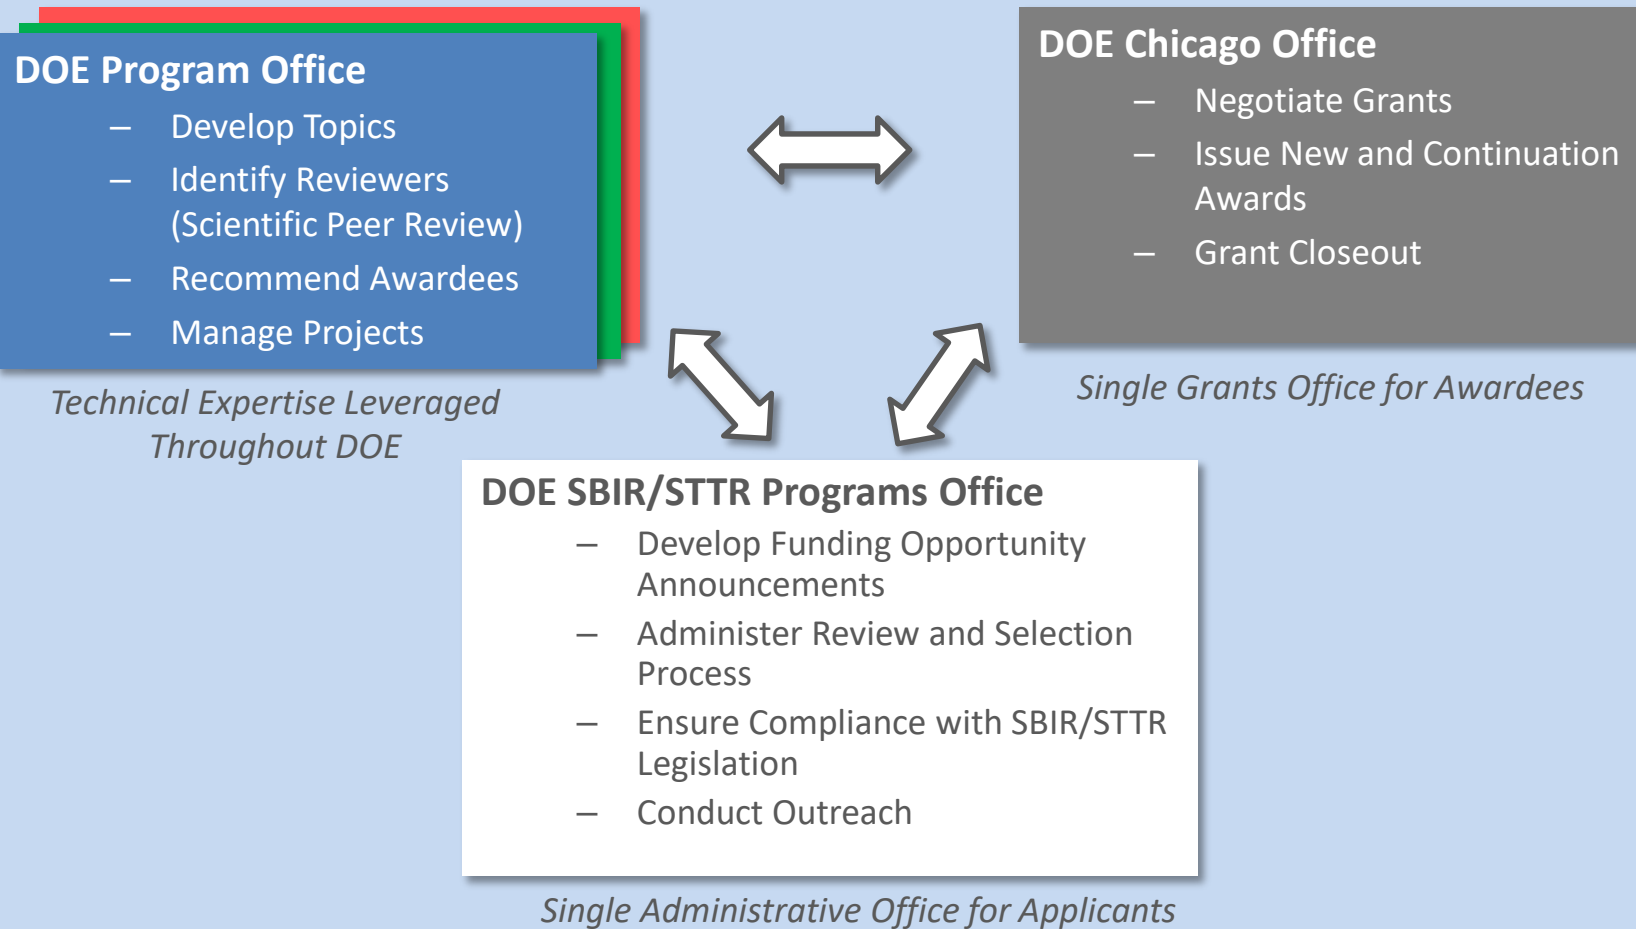 DOE Program Office
– Develop Topics
– Identify Reviewers
(Scientific Peer Review)
– Recommend Awardees
– Manage Projects
Technical Expertise Leveraged
Throughout DOE
DOE Chicago Office
– Negotiate Grants
– Issue New and Continuation
Awards
– Grant Closeout
Single Grants Office for Awardees
DOE SBIR/STTR Programs Office
– Develop Funding Opportunity
Announcements
– Administer Review and Selection
Process
– Ensure Compliance with SBIR/STTR
Legislation
– Conduct Outreach
Single Administrative Office for Applicants